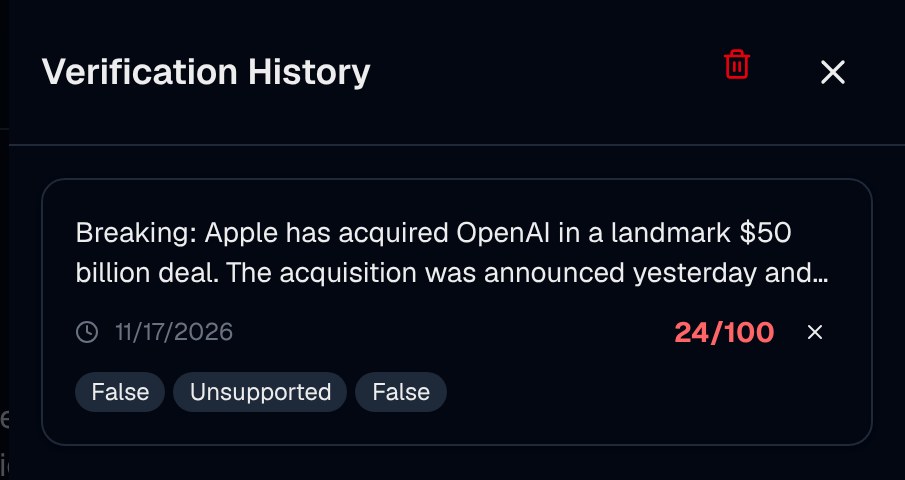 Verification History
Breaking: Apple has acquired OpenAI in a landmark $50
billion deal. The acquisition was announced yesterday and...
11/17/2026
24/100
False Unsupported False